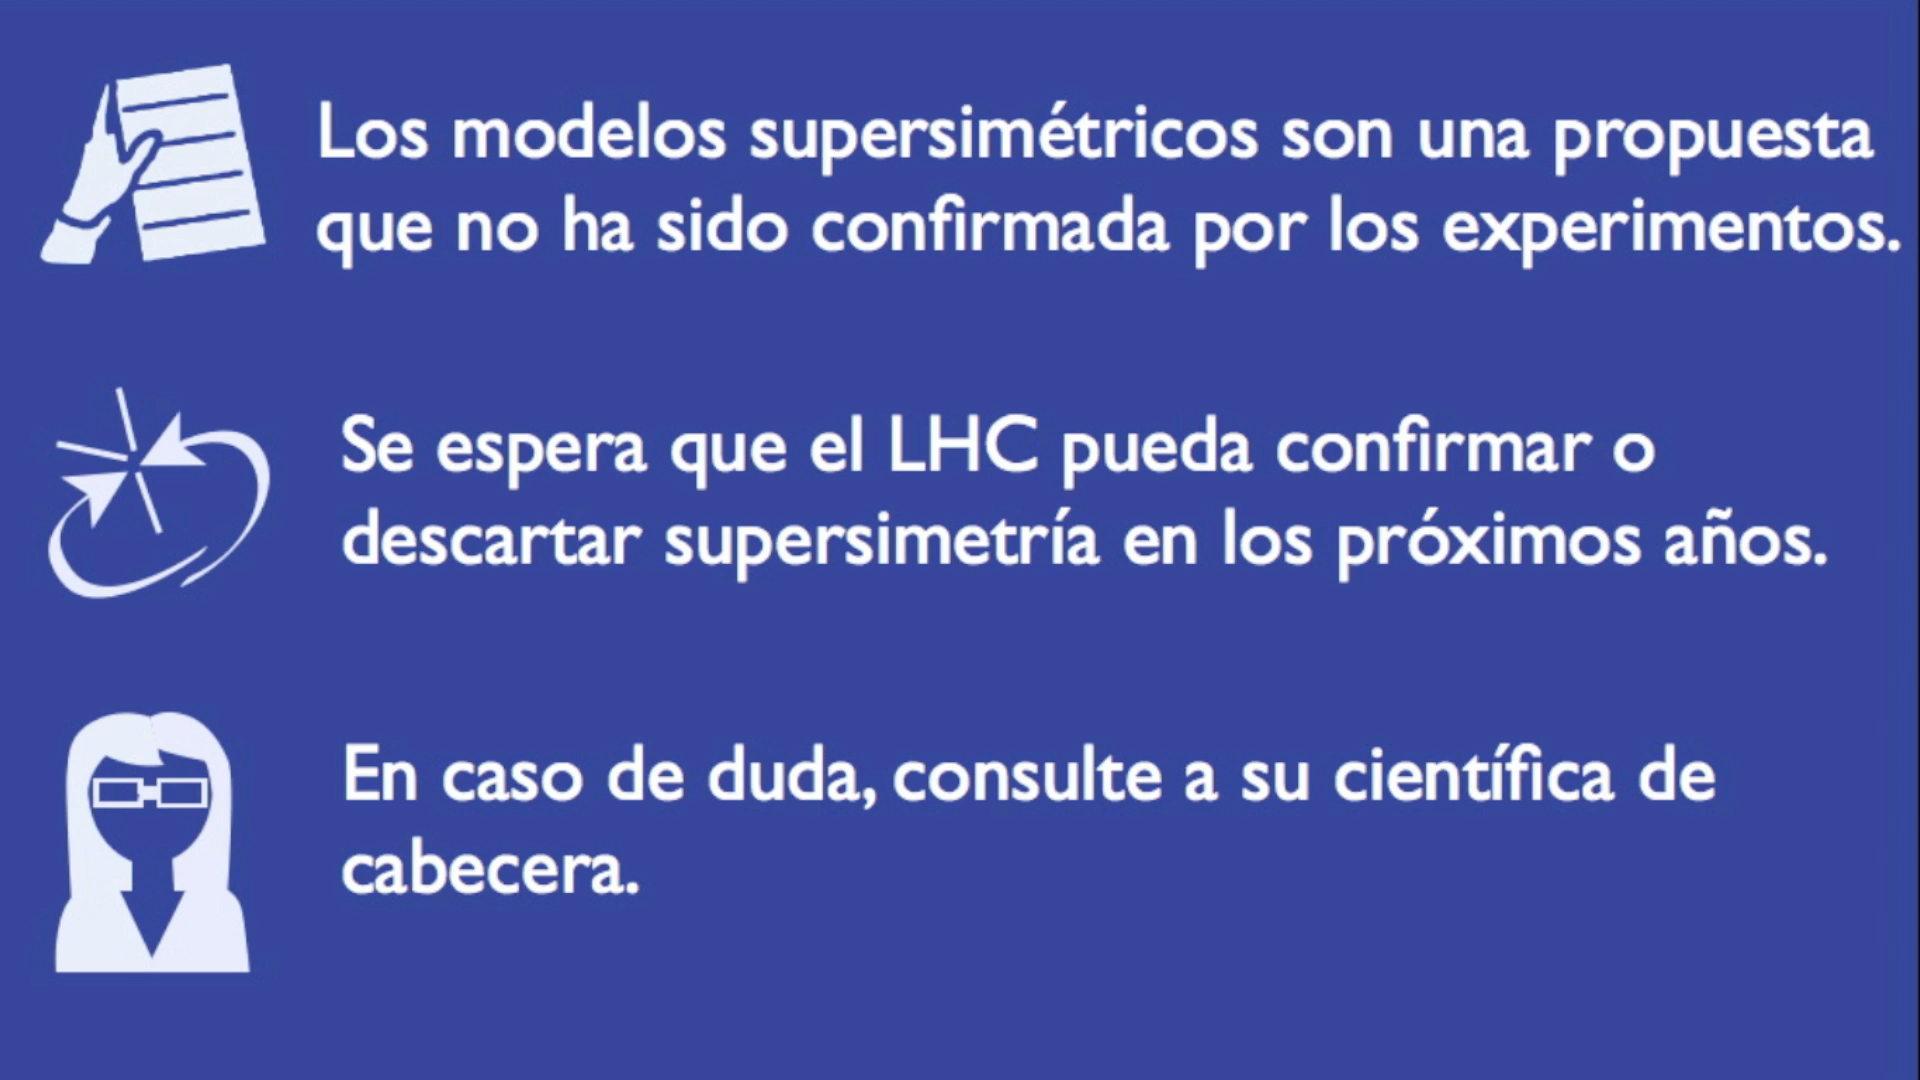 Los modelos supersimétricos son una propuesta
que no ha sido confirmada por los experimentos.
Se espera que el LHC pueda confirmar o
descartar supersimetría en los próximos años.
En caso de duda, consulte a su científica de
cabecera.